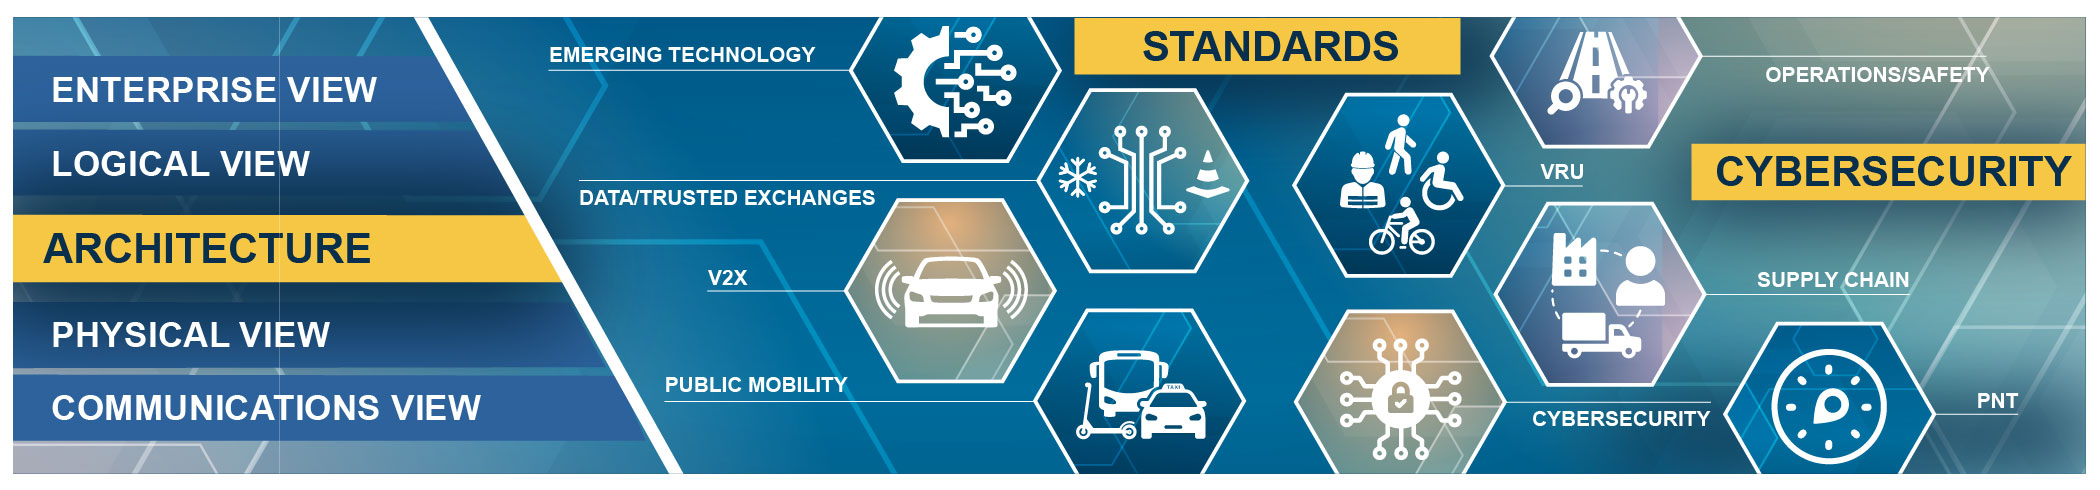 ENTERPRISE VIEW
LOGICAL VIEW
ARCHITECTURE
PHYSICAL VIEW
COMMUNICATIONS VIEW
EMERGING TECHNOLOGY
DATA/TRUSTED EXCHANGES
V2X
PUBLIC MOBILITY
TAXI
STANDARDS
OPERATIONS/SAFETY
CYBERSECURITY
VRU
SUPPLY CHAIN
CYBERSECURITY
PNT